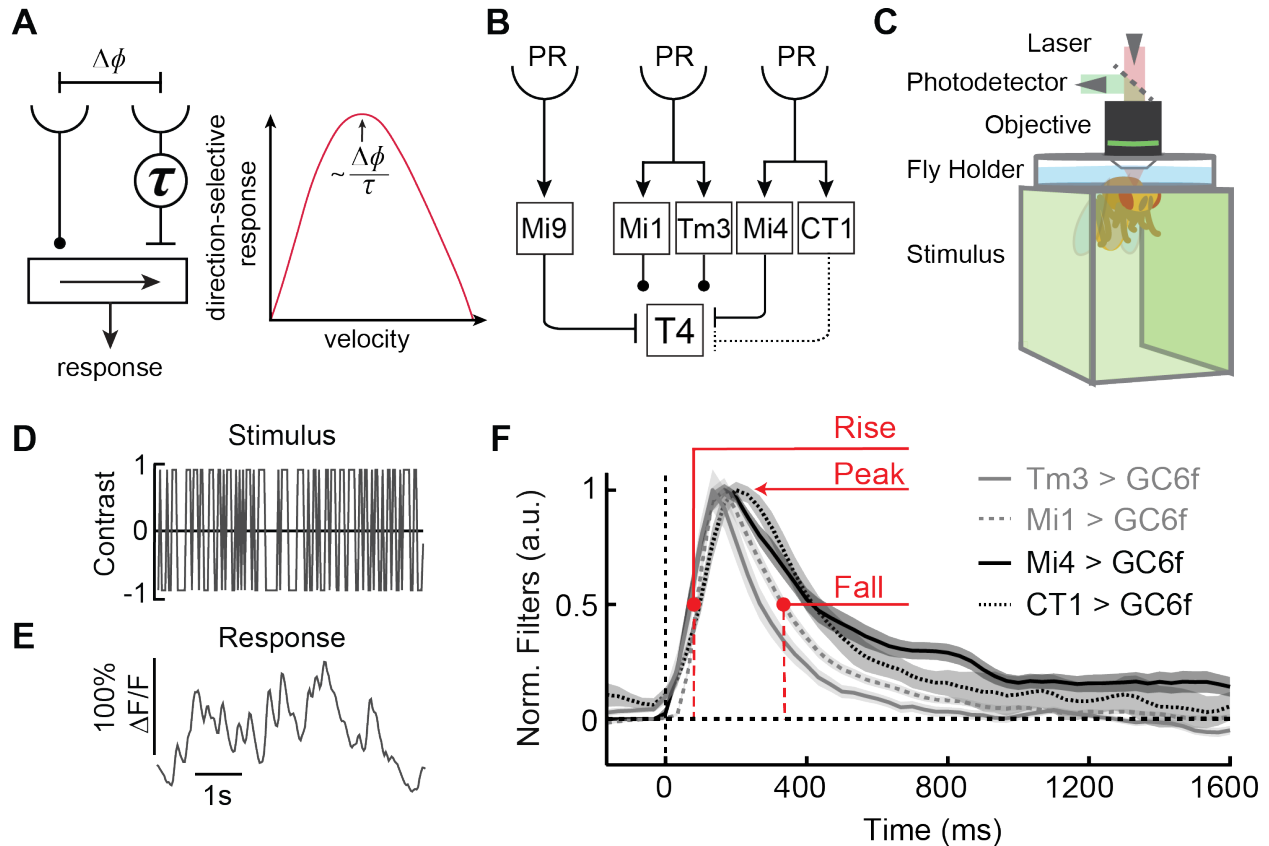 A
Δϕ
τ
response
direction-selective
response
~ Δϕ
τ
velocity
B
PR
PR
PR
Mi9
Mi1
Tm3
Mi4
CT1
T4
C
Laser
Photodetector
Objective
Fly Holder
Stimulus
D
Stimulus
Contrast
1
0
-1
E
Response
100%
ΔF/F
1s
F
Rise
Peak
Fall
Tm3 > GC6f
Mi1 > GC6f
Mi4 > GC6f
CT1 > GC6f
Norm. Filters (a.u.)
1
0.5
0
0
400
800
1200
1600
Time (ms)